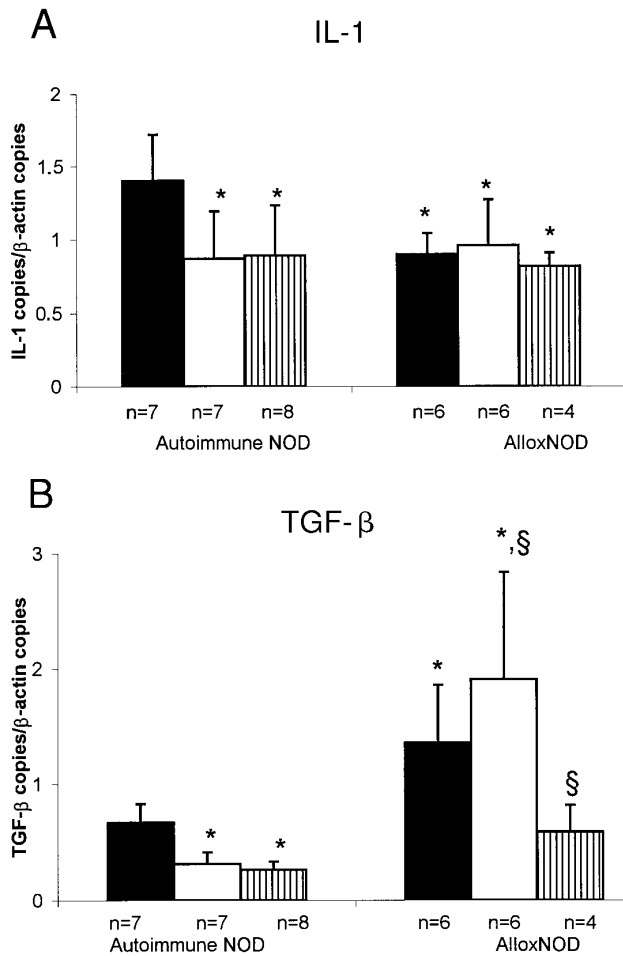 A
IL-1
2
1.5
1
0.5
0
IL-1 copies/β-actin copies
*
*
*
*
*
n=7
n=7
n=8
n=6
n=6
n=4
Autoimmune NOD
AlloxNOD
B
TGF-β
3
2
1
0
TGF-β copies/β-actin copies
*
*
*
*,§
§
n=7
n=7
n=8
n=6
n=6
n=4
Autoimmune NOD
AlloxNOD